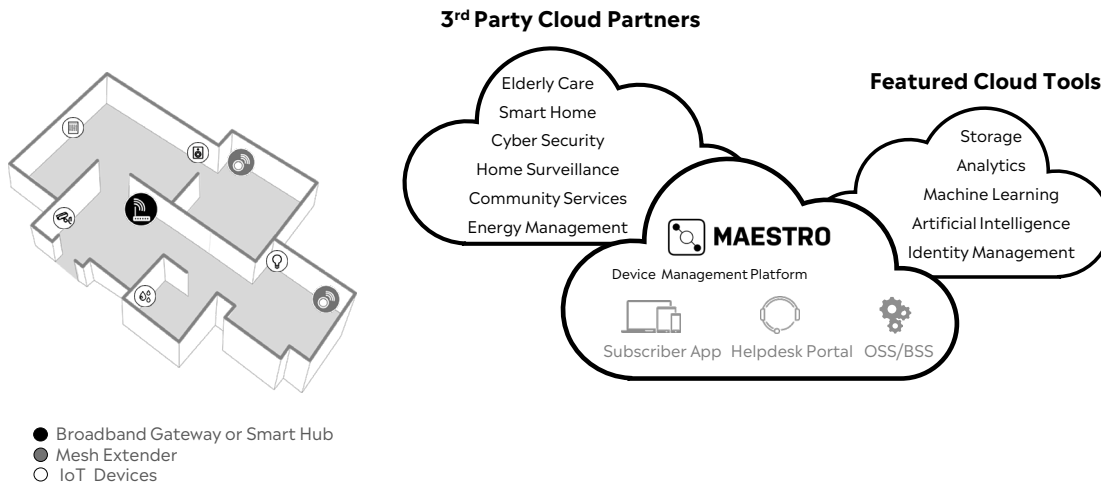 3rd Party Cloud Partners
Elderly Care
Smart Home
Cyber Security
Home Surveillance
Community Services
Energy Management
Featured Cloud Tools
Storage
Analytics
Machine Learning
Artificial Intelligence
Identity Management
MAESTRO
Device Management Platform
Subscriber App Helpdesk Portal OSS/BSS
Broadband Gateway or Smart Hub
Mesh Extender
IoT Devices